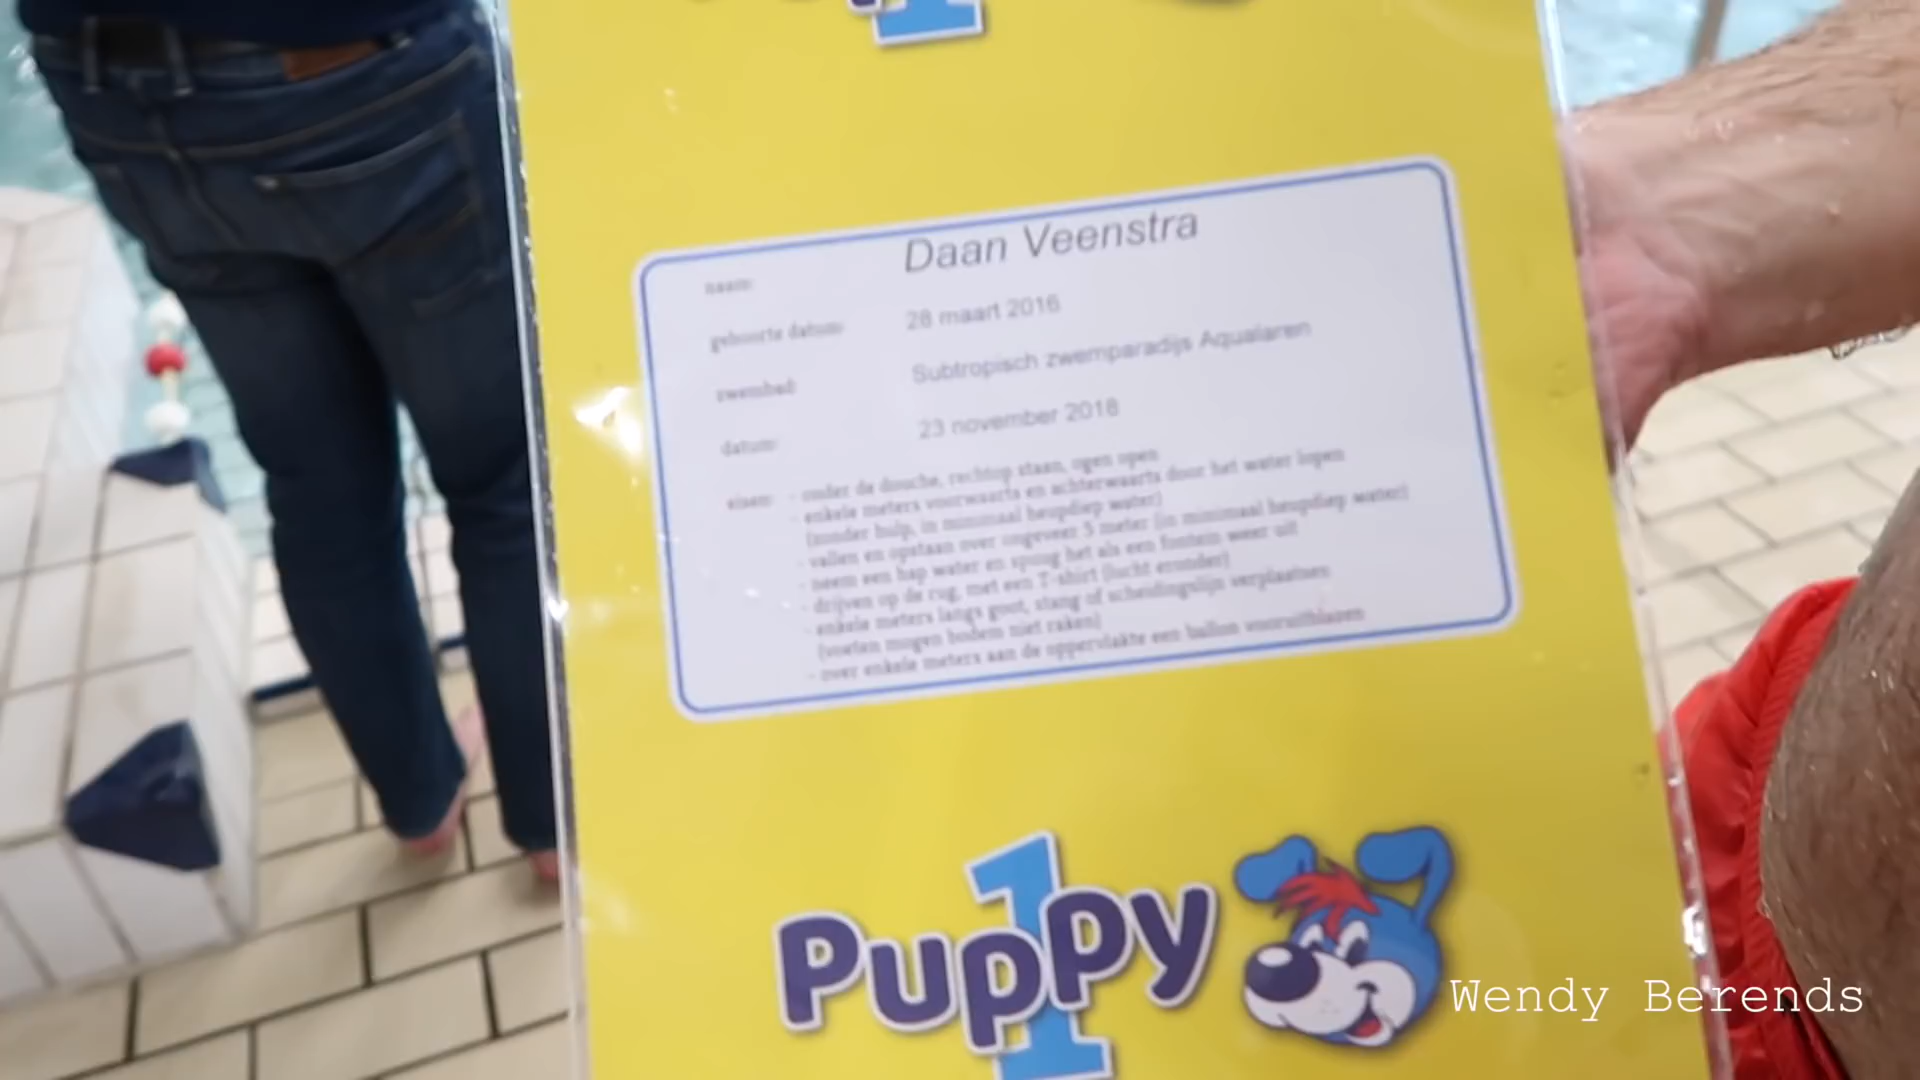 1
naam: Daan Veenstra
geboorte datum: 28 maart 2016
zwembad: Subtropisch zwemparadijs Aqualaren
datum: 23 november 2018
eisen: - onder de douche, rechtop staan, ogen open
- enkele meters voorwaarts en achterwaarts door het water lopen
(zonder hulp, in minimaal heupdiep water)
- vallen en opstaan over ongeveer 5 meter (in minimaal heupdiep water)
- neem een hap water en spuug het als een fontein weer uit
- drijven op de rug, met een T-shirt (lucht eronder)
- enkele meters langs goot, stang of scheidingslijn verplaatsen
(voeten mogen bodem niet raken)
- over enkele meters aan de oppervlakte een ballon vooruitblazen
Puppy
1
Wendy Berends